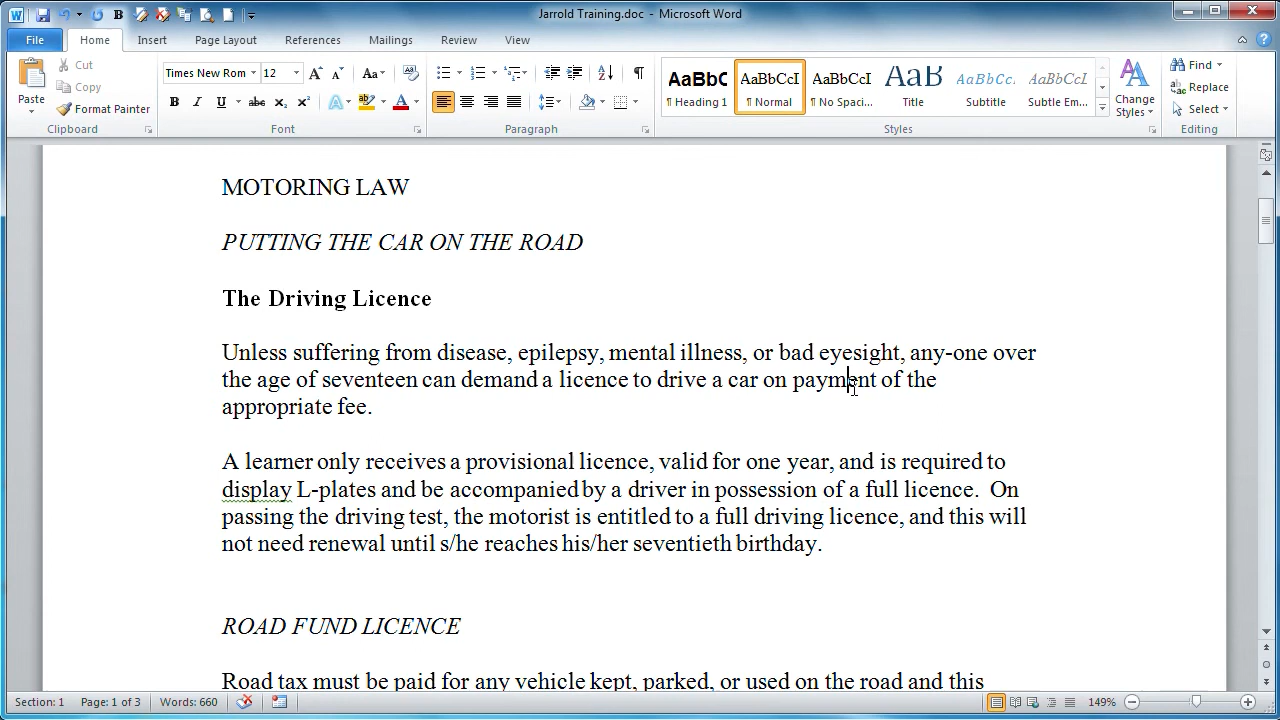 Jarrold Training.doc - Microsoft Word
File Home Insert Page Layout References Mailings Review View
Paste
Cut
Copy
Format Painter
Clipboard
Times New Rom 12
Font
Paragraph
AaBbC AaBbCcI AaBbCcI AaB AaBbCc. AaBbCcI
¶ Heading 1 ¶ Normal ¶ No Spaci... Title Subtitle Subtle Em...
Styles
Change
Styles
Find
Replace
Select
Editing
MOTORING LAW
PUTTING THE CAR ON THE ROAD
The Driving Licence
Unless suffering from disease, epilepsy, mental illness, or bad eyesight, any-one over
the age of seventeen can demand a licence to drive a car on payment of the
appropriate fee.
A learner only receives a provisional licence, valid for one year, and is required to
display L-plates and be accompanied by a driver in possession of a full licence. On
passing the driving test, the motorist is entitled to a full driving licence, and this will
not need renewal until s/he reaches his/her seventieth birthday.
ROAD FUND LICENCE
Road tax must be paid for any vehicle kept, parked, or used on the road and this
Section: 1 Page: 1 of 3 Words: 660 149%